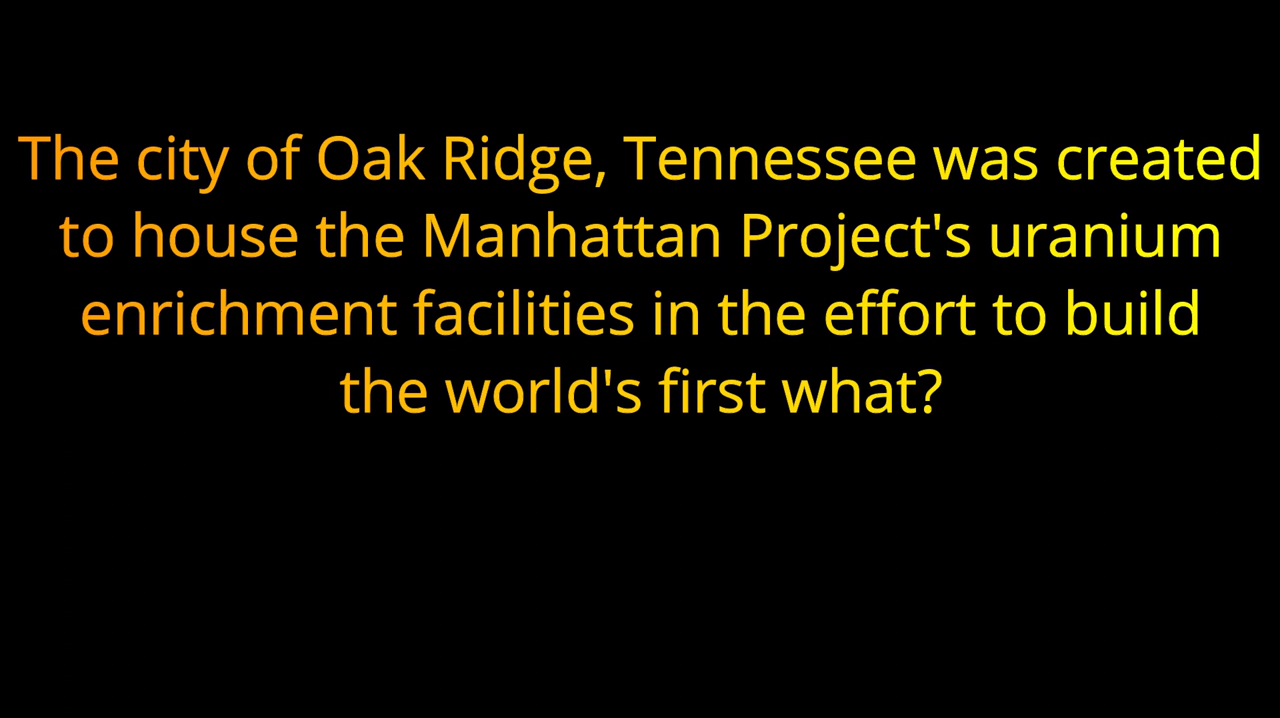 The city of Oak Ridge, Tennessee was created
to house the Manhattan Project's uranium
enrichment facilities in the effort to build
the world's first what?